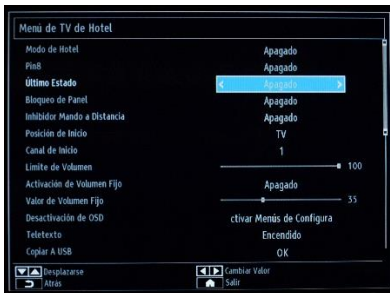 Menú de TV de Hotel
Modo de Hotel Apagado
Pin8 Apagado
Último Estado Apagado
Bloqueo de Panel Apagado
Inhibidor Mando a Distancia Apagado
Posición de Inicio TV
Canal de Inicio 1
Limite de Volumen 100
Activación de Volumen Fijo Apagado
Valor de Volumen Fijo 35
Desactivación de OSD ctivar Menús de Configura
Teletexto Encendido
Copiar A USB OK
Desplazarse Cambiar Valor
Atrás Salir